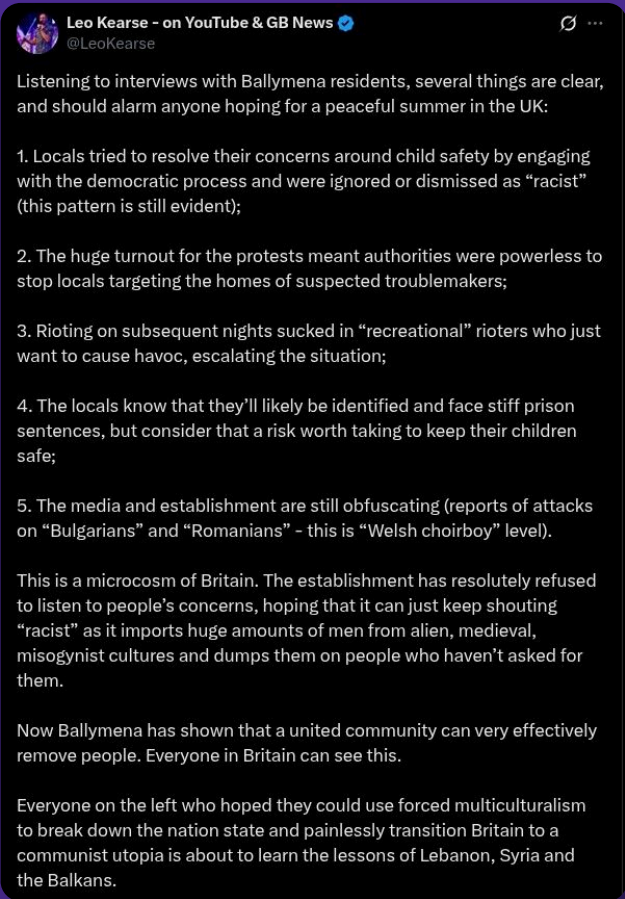 Leo Kearse - on YouTube & GB News
@LeoKearse
Listening to interviews with Ballymena residents, several things are clear,
and should alarm anyone hoping for a peaceful summer in the UK:
1. Locals tried to resolve their concerns around child safety by engaging
with the democratic process and were ignored or dismissed as “racist”
(this pattern is still evident);
2. The huge turnout for the protests meant authorities were powerless to
stop locals targeting the homes of suspected troublemakers;
3. Rioting on subsequent nights sucked in “recreational” rioters who just
want to cause havoc, escalating the situation;
4. The locals know that they’ll likely be identified and face stiff prison
sentences, but consider that a risk worth taking to keep their children
safe;
5. The media and establishment are still obfuscating (reports of attacks
on “Bulgarians” and “Romanians” - this is “Welsh choirboy” level).
This is a microcosm of Britain. The establishment has resolutely refused
to listen to people’s concerns, hoping that it can just keep shouting
“racist” as it imports huge amounts of men from alien, medieval,
misogynist cultures and dumps them on people who haven’t asked for
them.
Now Ballymena has shown that a united community can very effectively
remove people. Everyone in Britain can see this.
Everyone on the left who hoped they could use forced multiculturalism
to break down the nation state and painlessly transition Britain to a
communist utopia is about to learn the lessons of Lebanon, Syria and
the Balkans.